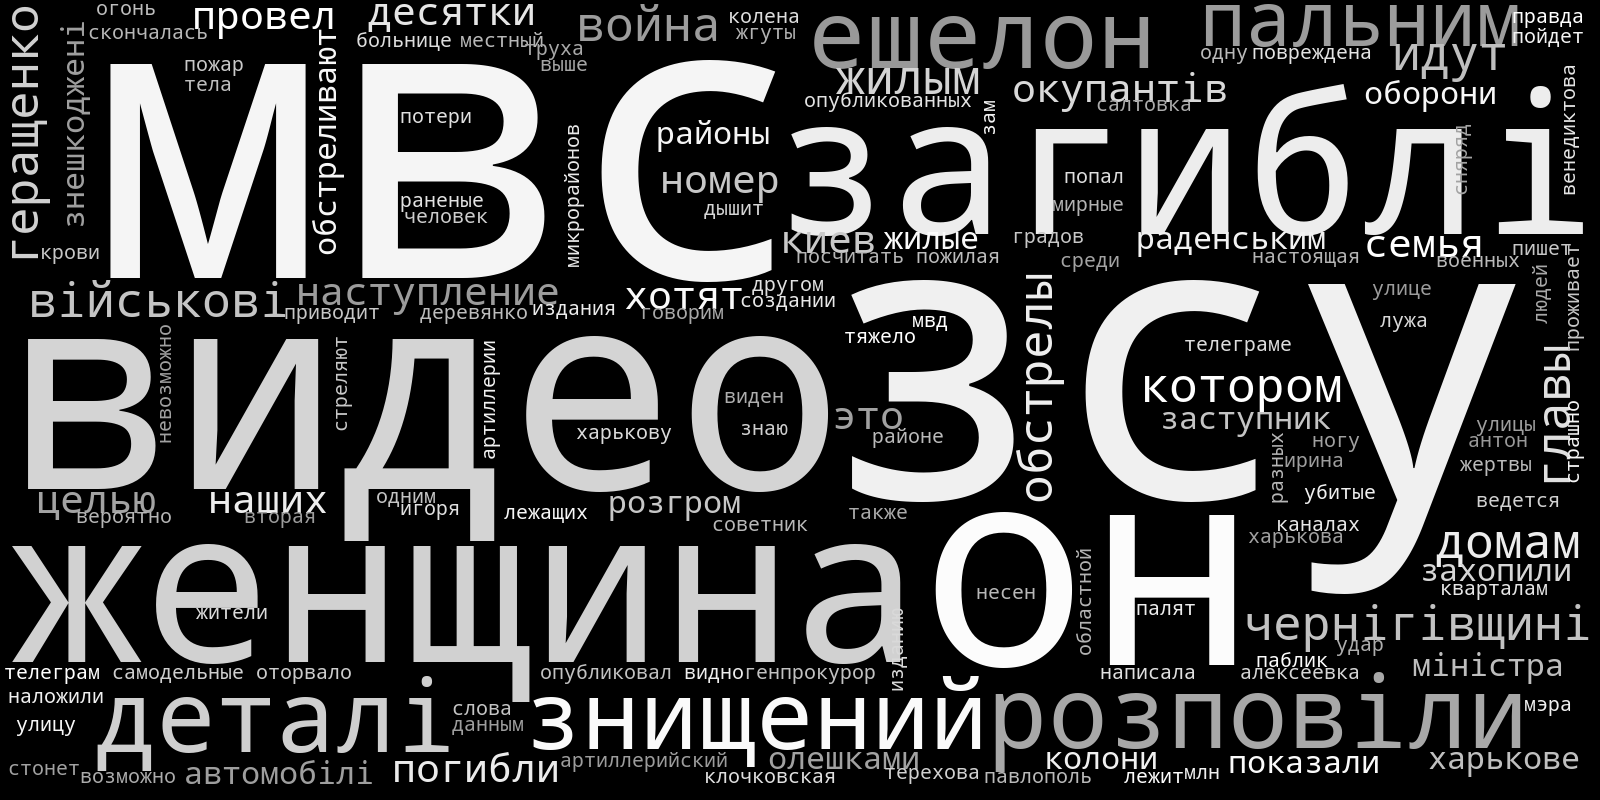 огонь
провел
десятки
война
колена
жгуты
ешелон
пальним
правда
пойдет
скончалась
больнице
местный
труха
выше
одну
повреждена
идут
геращенко
знешкоджені
пожар
тела
обстреливают
мвс
жилым
опубликованных
окупантів
салтовка
оборони
потери
районы
зам
загиблі
снаряд
венедиктова
микрорайонов
номер
попал
раненые
человек
дышит
мирные
крови
киев
жилые
градов
раденським
семья
пишет
посчитать
пожилая
среди
настоящая
военных
військові
наступление
хотят
другом
создании
улице
людей
проживает
приводит
деревянко
издания
говорим
мвд
лужа
тяжело
обстрелы
зсу
телеграме
видео
невозможно
стреляют
артиллерии
виден
харькову
знаю
это
районе
котором
заступник
главы
страшно
улицы
ногу
антон
разных
ирина
жертвы
целью
вероятно
наших
вторая
одним
игоря
лежащих
розгром
советник
также
убитые
ведется
каналах
харькова
домам
женщина
он
захопили
кварталам
несен
областной
палят
жители
чернігівщині
изданию
удар
телеграм
самодельные
оторвало
опубликовал
видно
генпрокурор
написала
паблик
алексеевка
міністра
наложили
улицу
деталі
слова
данным
знищений
розповіли
мэра
стонет
возможно
автомобілі
погибли
артиллерийский
олешками
клочковская
терехова
павлополь
колони
лежит
млн
показали
харькове